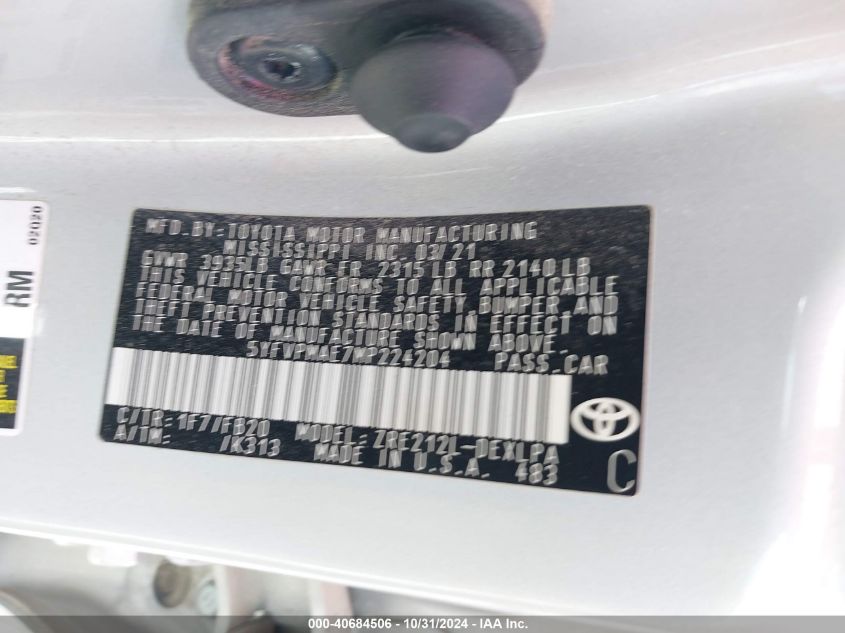 02020
RM
MFD.BY: TOYOTA MOTOR MANUFACTURING
MISSISSIPPI INC. 03/21
GVWR 3935LB GAWR FR 2315LB RR 2140LB
THIS VEHICLE CONFORMS TO ALL APPLICABLE
FEDERAL MOTOR VEHICLE SAFETY, BUMPER AND
THEFT PREVENTION STANDARDS IN EFFECT ON
THE DATE OF MANUFACTURE SHOWN ABOVE.
5YFVPMAE7MP224204 PASS.CAR
C/TR: 1F7/FB20 MODEL: ZRE212L-DEXLPA
A/TM: /K313 MADE IN U.S.A. 483
C
000-40684506 - 10/31/2024 - IAA Inc.